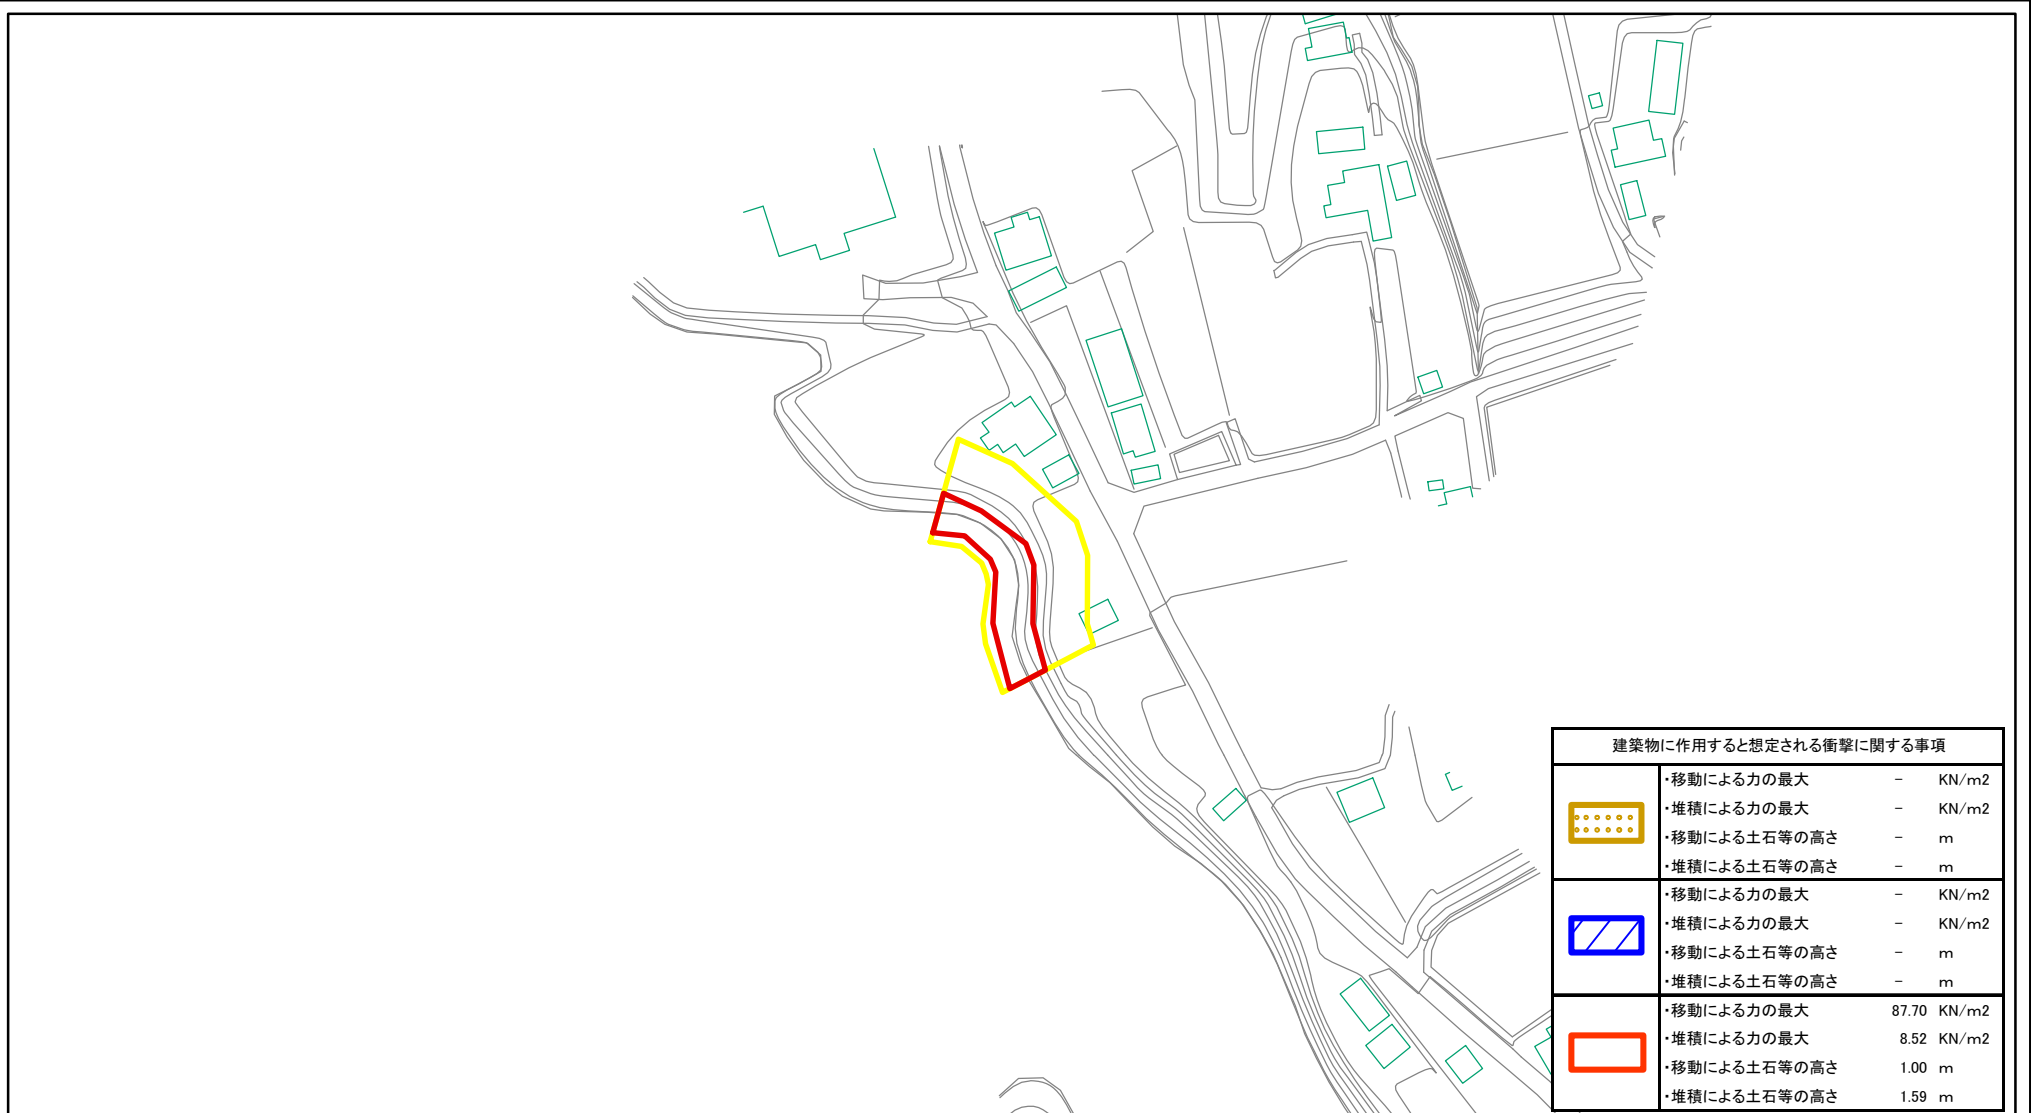 建築物に作用すると想定される衝撃に関する事項
・移動による力の最大 - KN/m2
・堆積による力の最大 - KN/m2
・移動による土石等の高さ - m
・堆積による土石等の高さ - m
・移動による力の最大 - KN/m2
・堆積による力の最大 - KN/m2
・移動による土石等の高さ - m
・堆積による土石等の高さ - m
・移動による力の最大 87.70 KN/m2
・堆積による力の最大 8.52 KN/m2
・移動による土石等の高さ 1.00 m
・堆積による土石等の高さ 1.59 m